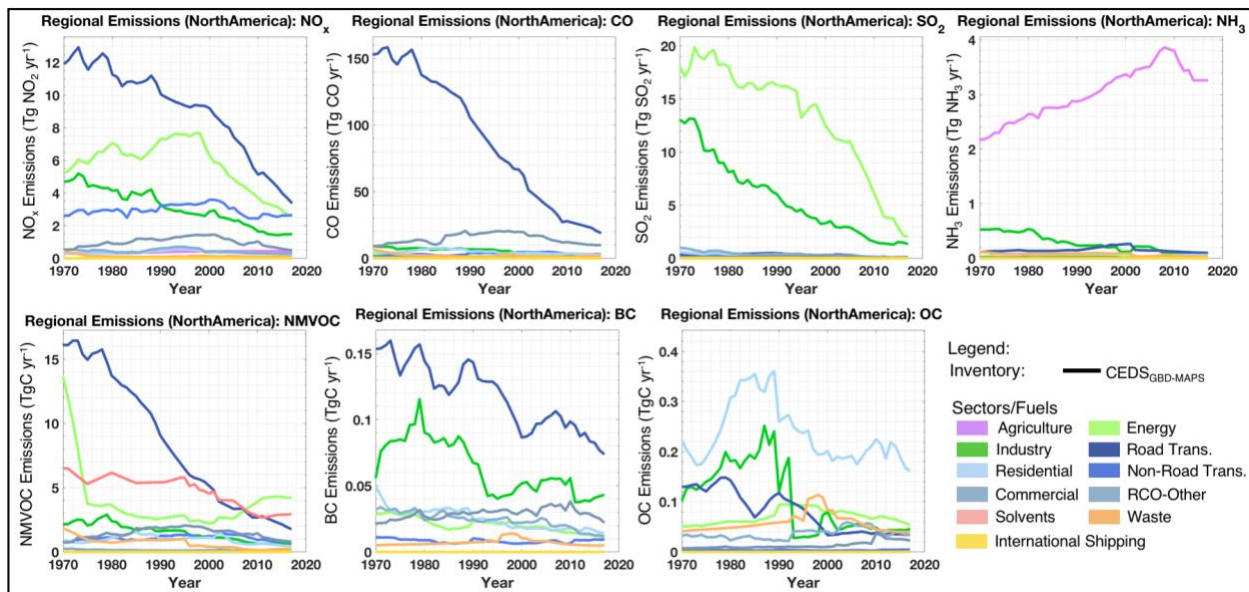 Regional Emissions (NorthAmerica): NOx
NOx Emissions (Tg NO2 yr-1)
12
10
8
6
4
2
0
1970 1980 1990 2000 2010 2020
Year
Regional Emissions (NorthAmerica): CO
CO Emissions (Tg CO yr-1)
150
100
50
0
1970 1980 1990 2000 2010 2020
Year
Regional Emissions (NorthAmerica): SO2
SO2 Emissions (Tg SO2 yr-1)
20
15
10
5
0
1970 1980 1990 2000 2010 2020
Year
Regional Emissions (NorthAmerica): NH3
NH3 Emissions (Tg NH3 yr-1)
4
3
2
1
0
1970 1980 1990 2000 2010 2020
Year
Regional Emissions (NorthAmerica): NMVOC
NMVOC Emissions (TgC yr-1)
15
10
5
0
1970 1980 1990 2000 2010 2020
Year
Regional Emissions (NorthAmerica): BC
BC Emissions (TgC yr-1)
0.15
0.1
0.05
0
1970 1980 1990 2000 2010 2020
Year
Regional Emissions (NorthAmerica): OC
OC Emissions (TgC yr-1)
0.4
0.3
0.2
0.1
0
1970 1980 1990 2000 2010 2020
Year
Legend:
Inventory: CEDSGBD-MAPS
Sectors/Fuels
Agriculture Energy
Industry Road Trans.
Residential Non-Road Trans.
Commercial RCO-Other
Solvents Waste
International Shipping